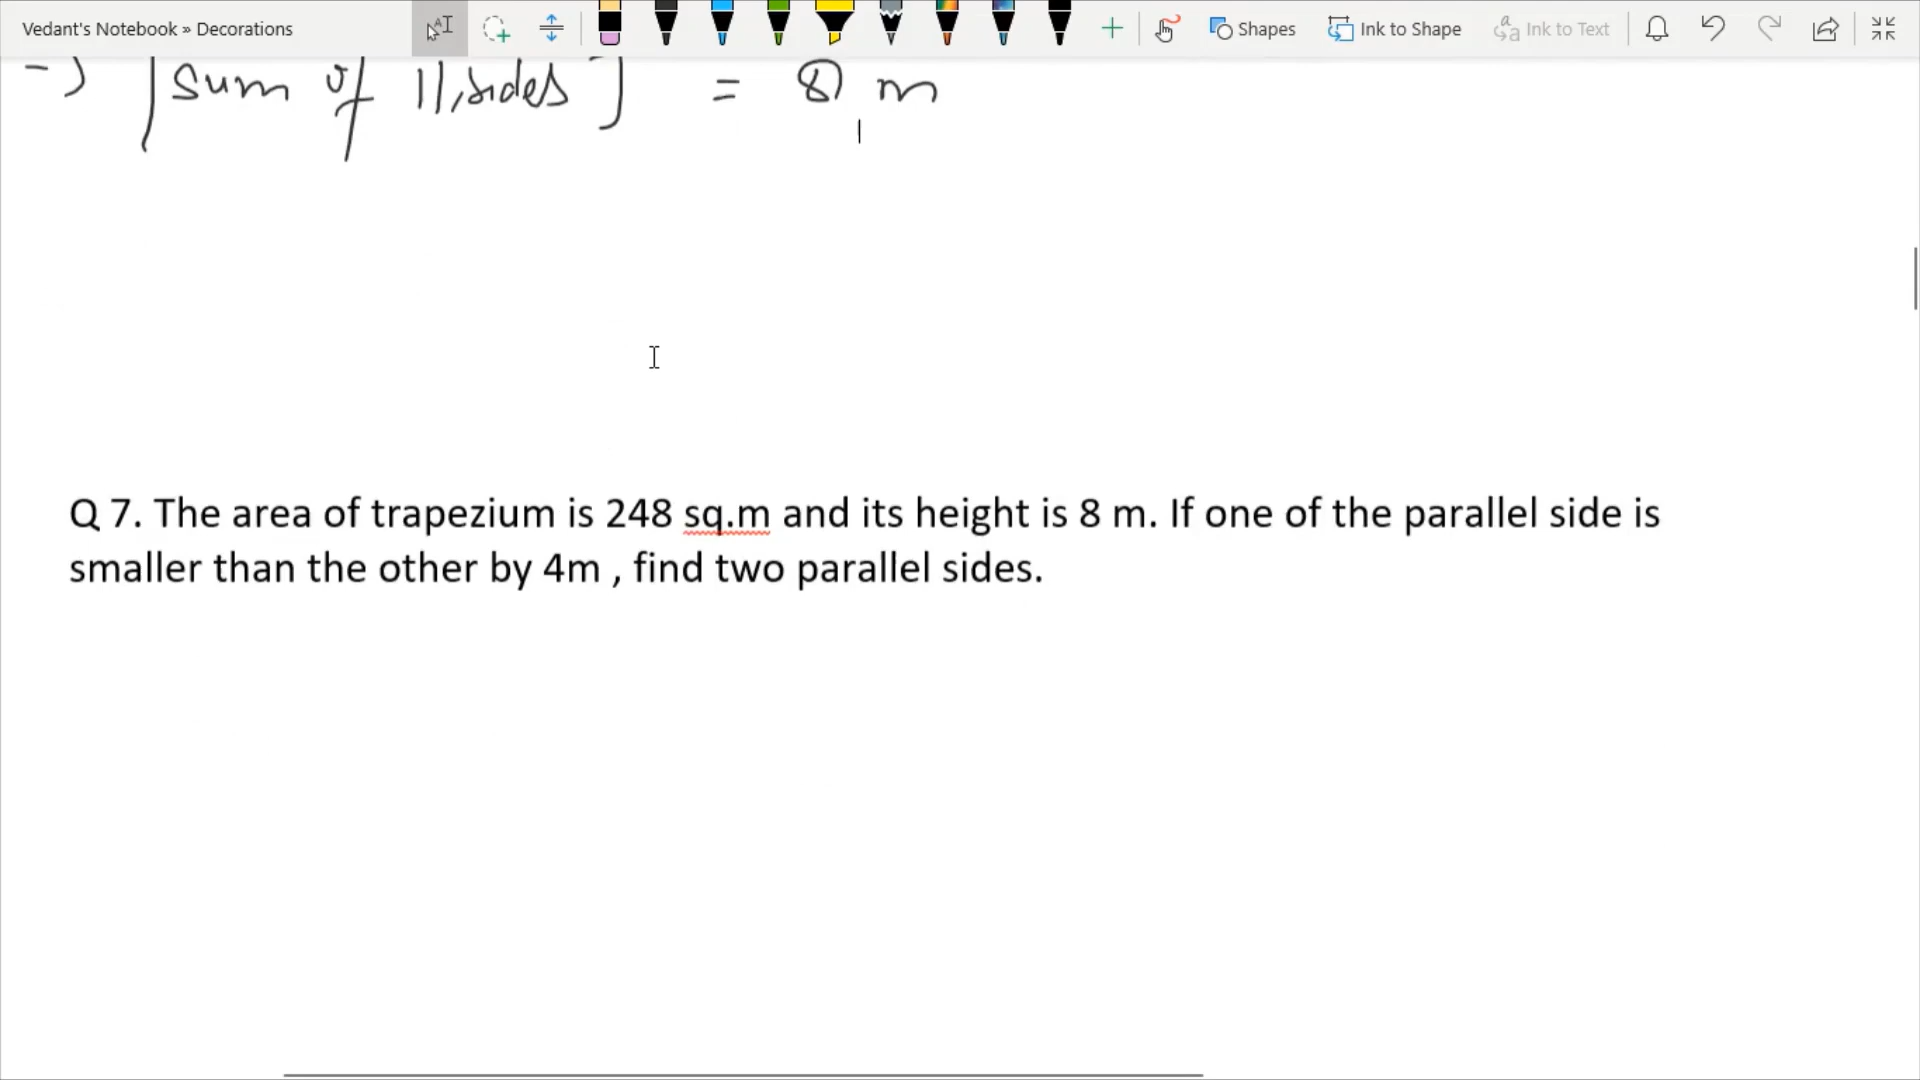 Vedant's Notebook » Decorations
Shapes
Ink to Shape
Ink to Text
[Sum of 11,sides] = 8) m
Q 7. The area of trapezium is 248 sq.m and its height is 8 m. If one of the parallel side is
smaller than the other by 4m , find two parallel sides.